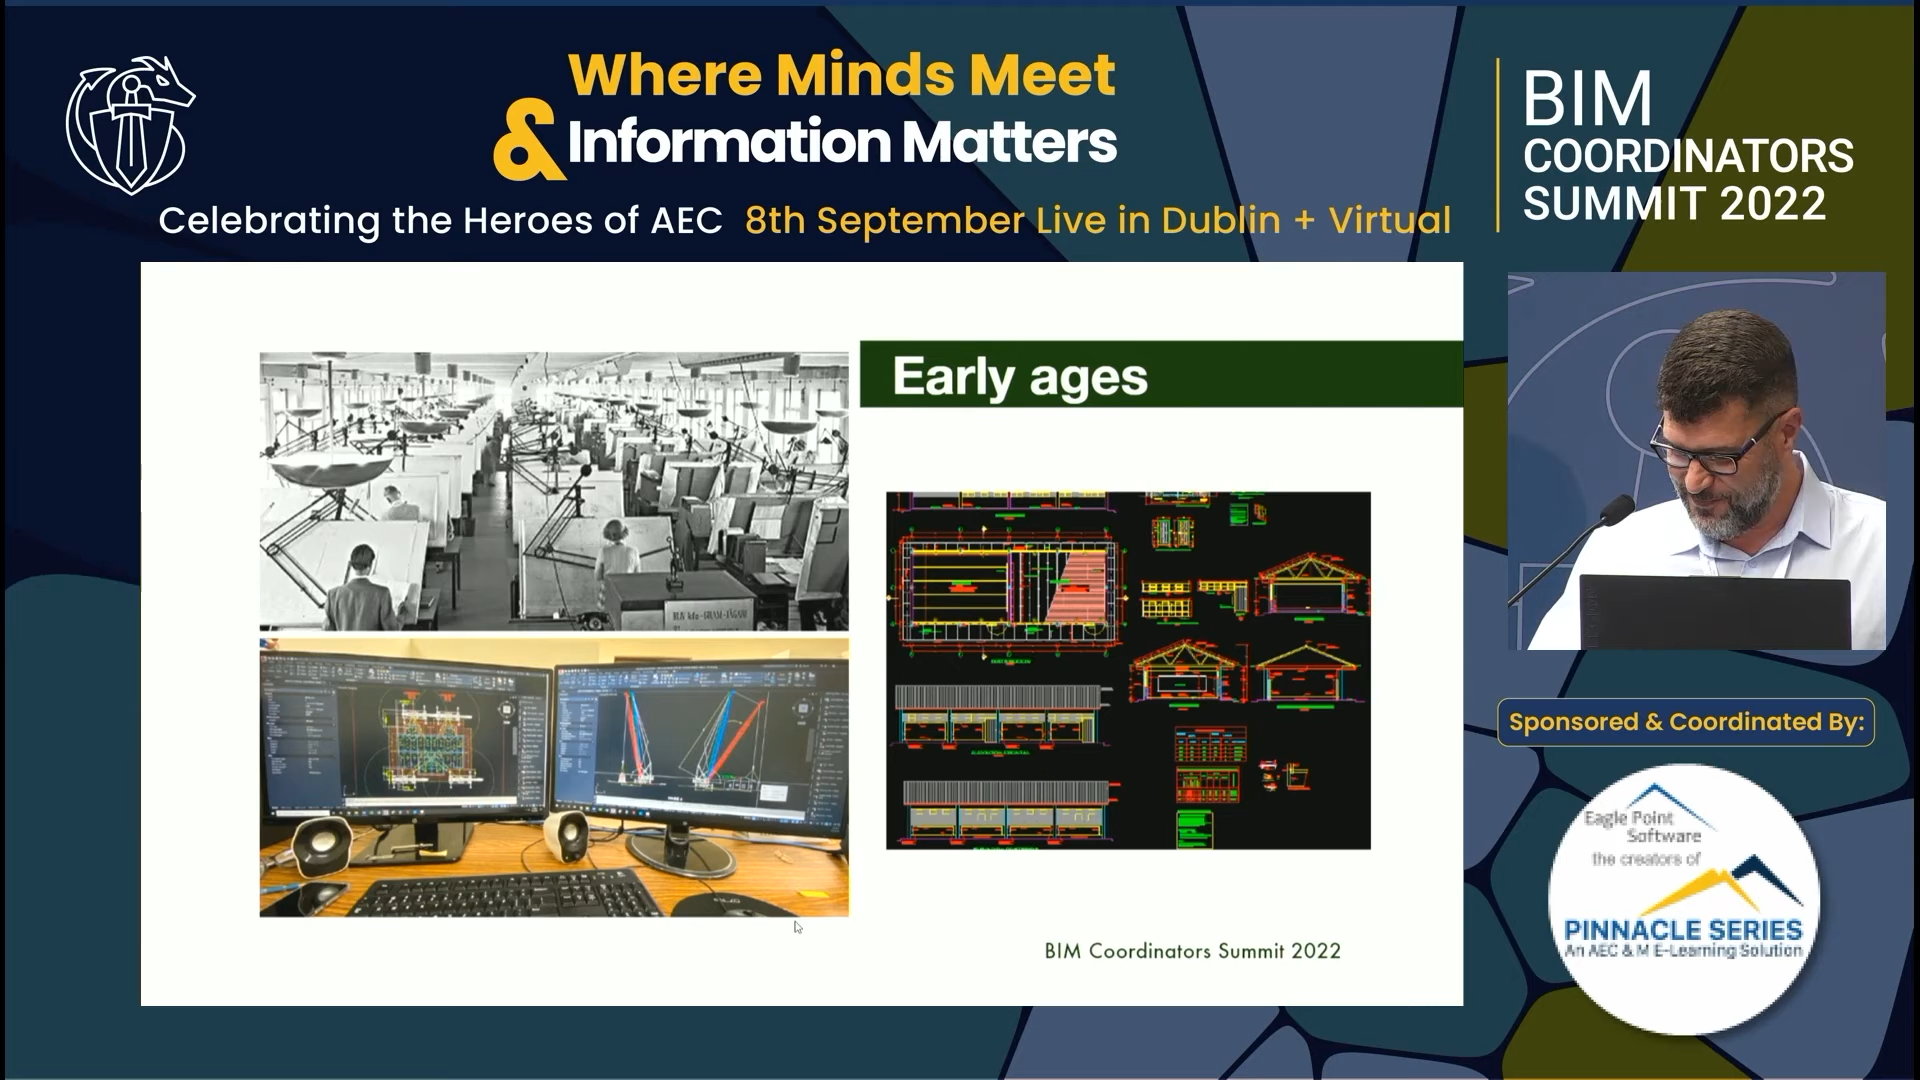 Where Minds Meet
& Information Matters
Celebrating the Heroes of AEC 8th September Live in Dublin + Virtual
BIM
COORDINATORS
SUMMIT 2022
Early ages
BIM Coordinators Summit 2022
Sponsored & Coordinated By:
Eagle Point
Software
the creators of
PINNACLE SERIES
An AEC & M E-Learning Solution